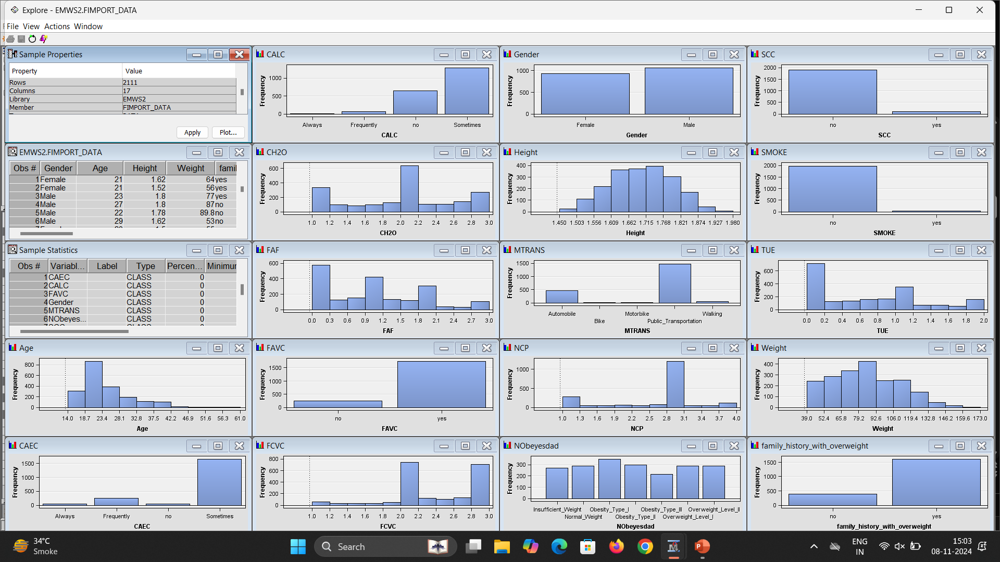 Explore - EMWS2.FIMPORT_DATA
File View Actions Window
Sample Properties
Property Value
Rows 2111
Columns 17
Library EMWS2
Member FIMPORT_DATA
Apply Plot...
CALC
Frequency
1000
500
0
Always Frequently no Sometimes
CALC
Gender
Frequency
1000
500
0
Female Male
Gender
SCC
Frequency
2000
1500
1000
500
0
no yes
SCC
EMWS2.FIMPORT_DATA
Obs # Gender Age Height Weight famil
1 Female 21 1.62 64 yes
2 Female 21 1.52 56 yes
3 Male 23 1.8 77 yes
4 Male 27 1.8 87 no
5 Male 22 1.78 89.8 no
6 Male 29 1.62 53 no
CH2O
Frequency
600
400
200
0
1.0 1.2 1.4 1.6 1.8 2.0 2.2 2.4 2.6 2.8 3.0
CH2O
Height
Frequency
400
300
200
100
0
1.450 1.503 1.556 1.609 1.662 1.715 1.768 1.821 1.874 1.927 1.980
Height
SMOKE
Frequency
2000
1500
1000
500
0
no yes
SMOKE
Sample Statistics
Obs # Variabl... Label Type Percen... Minimur
1 CAEC CLASS 0
2 CALC CLASS 0
3 FAVC CLASS 0
4 Gender CLASS 0
5 MTRANS CLASS 0
6 NObeyes... CLASS 0
FAF
Frequency
600
400
200
0
0.0 0.3 0.6 0.9 1.2 1.5 1.8 2.1 2.4 2.7 3.0
FAF
MTRANS
Frequency
1500
1000
500
0
Automobile Motorbike Walking
Bike Public_Transportation
MTRANS
TUE
Frequency
600
400
200
0
0.0 0.2 0.4 0.6 0.8 1.0 1.2 1.4 1.6 1.8 2.0
TUE
Age
Frequency
800
600
400
200
0
14.0 18.7 23.4 28.1 32.8 37.5 42.2 46.9 51.6 56.3 61.0
Age
FAVC
Frequency
1500
1000
500
0
no yes
FAVC
NCP
Frequency
1000
500
0
1.0 1.3 1.6 1.9 2.2 2.5 2.8 3.1 3.4 3.7 4.0
NCP
Weight
Frequency
400
300
200
100
0
39.0 52.4 65.8 79.2 92.6 106.0 119.4 132.8 146.2 159.6 173.0
Weight
CAEC
Frequency
1500
1000
500
0
Always Frequently no Sometimes
CAEC
FCVC
Frequency
800
600
400
200
0
1.0 1.2 1.4 1.6 1.8 2.0 2.2 2.4 2.6 2.8 3.0
FCVC
NObeyesdad
Frequency
300
200
100
0
Insufficient_Weight Obesity_Type_I Obesity_Type_III Overweight_Level_II
Normal_Weight Obesity_Type_II Overweight_Level_I
NObeyesdad
family_history_with_overweight
Frequency
1500
1000
500
0
no yes
family_history_with_overweight
34°C
Smoke
Search
ENG
IN
15:03
08-11-2024